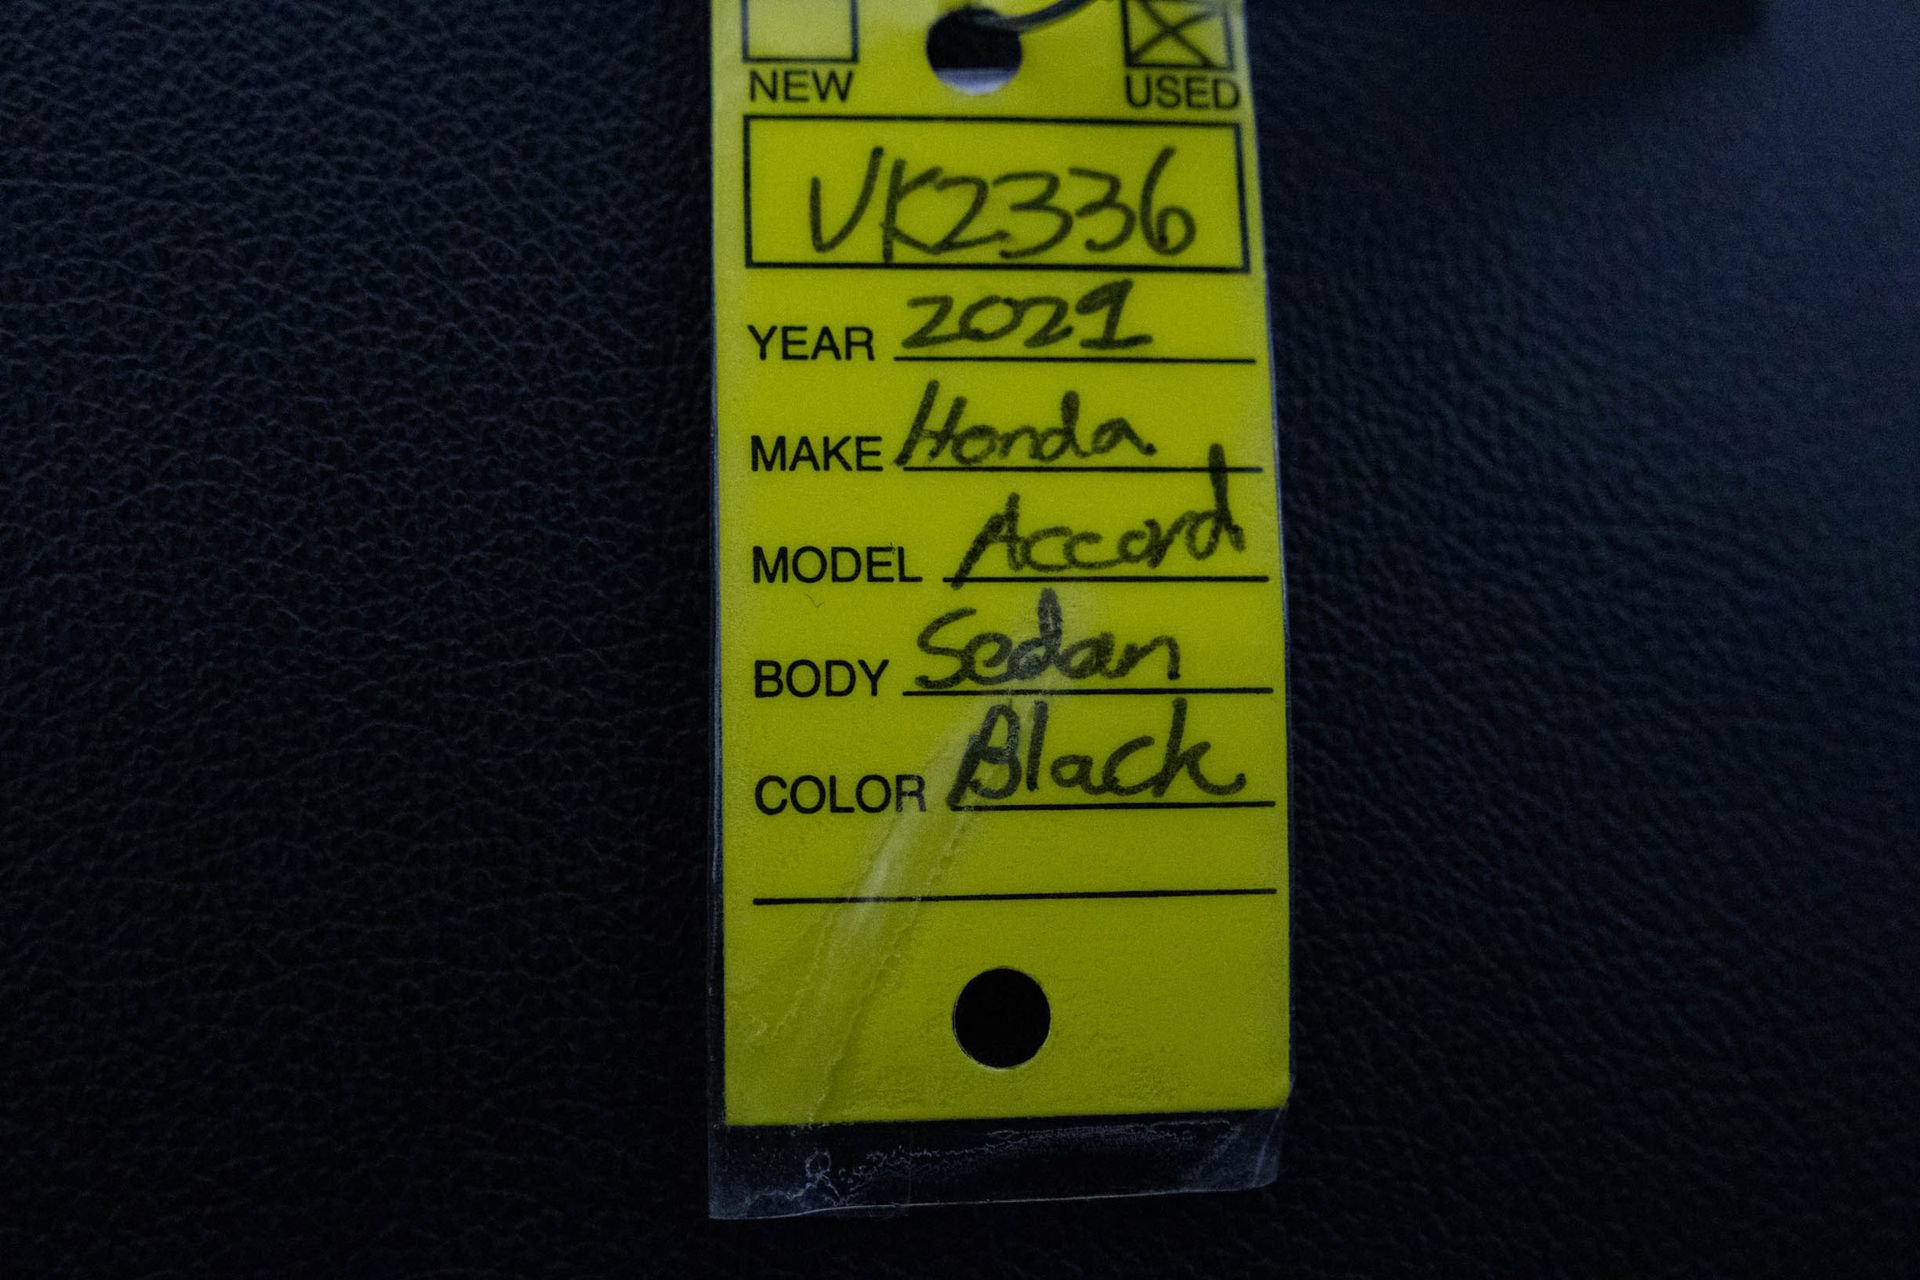 NEW USED
VK2336
YEAR 2021
MAKE Honda
MODEL Accord
BODY Sedan
COLOR Black